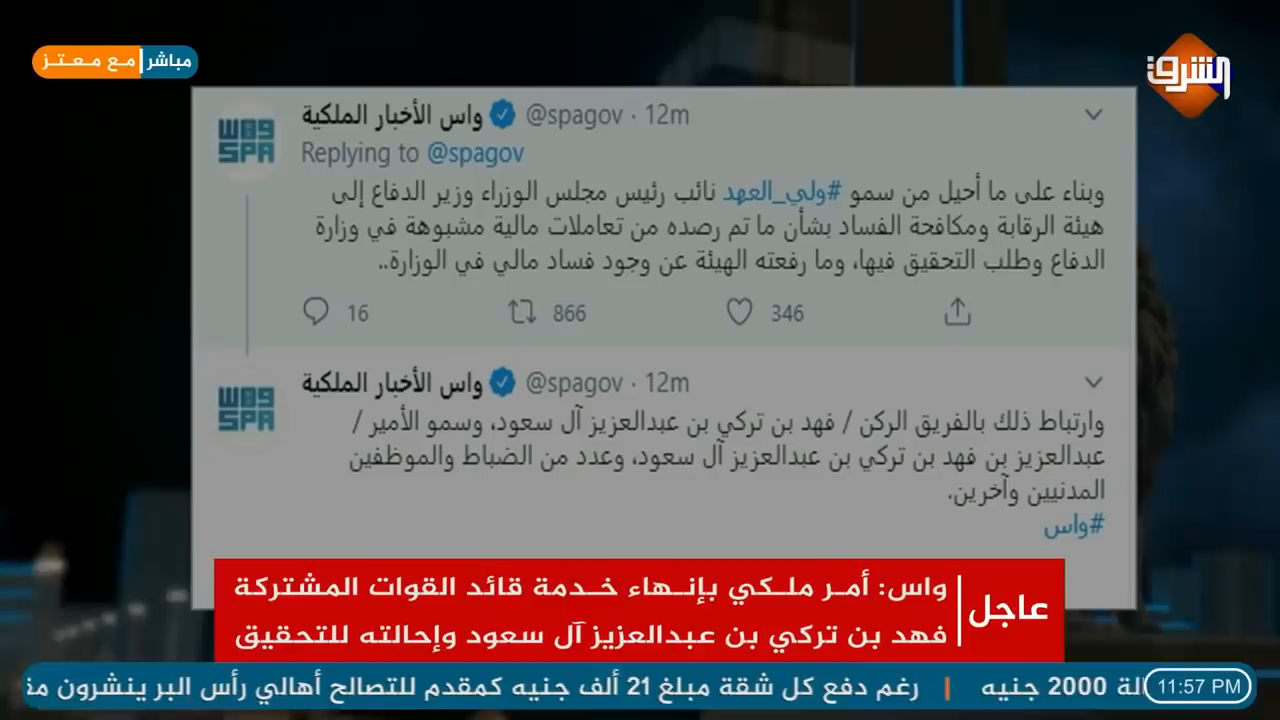 مباشر مع معتز
الشرق
واس الأخبار الملكية @spagov · 12m
Replying to @spagov
وبناء على ما أحيل من سمو #ولي_العهد نائب رئيس مجلس الوزراء وزير الدفاع إلى
هيئة الرقابة ومكافحة الفساد بشأن ما تم رصده من تعاملات مالية مشبوهة في وزارة
الدفاع وطلب التحقيق فيها، وما رفعته الهيئة عن وجود فساد مالي في الوزارة..
16 866 346
واس SPA
واس الأخبار الملكية @spagov · 12m
وارتباط ذلك بالفريق الركن / فهد بن تركي بن عبدالعزيز آل سعود، وسمو الأمير /
عبدالعزيز بن فهد بن تركي بن عبدالعزيز آل سعود، وعدد من الضباط والموظفين
المدنيين وآخرين.
#واس
واس SPA
عاجل
واس: أمر ملكي بإنهاء خدمة قائد القوات المشتركة
فهد بن تركي بن عبدالعزيز آل سعود وإحالته للتحقيق
11:57 PM
2000 جنيه | رغم دفع كل شقة مبلغ 21 ألف جنيه كمقدم للتصالح أهالي رأس البر ينشرون